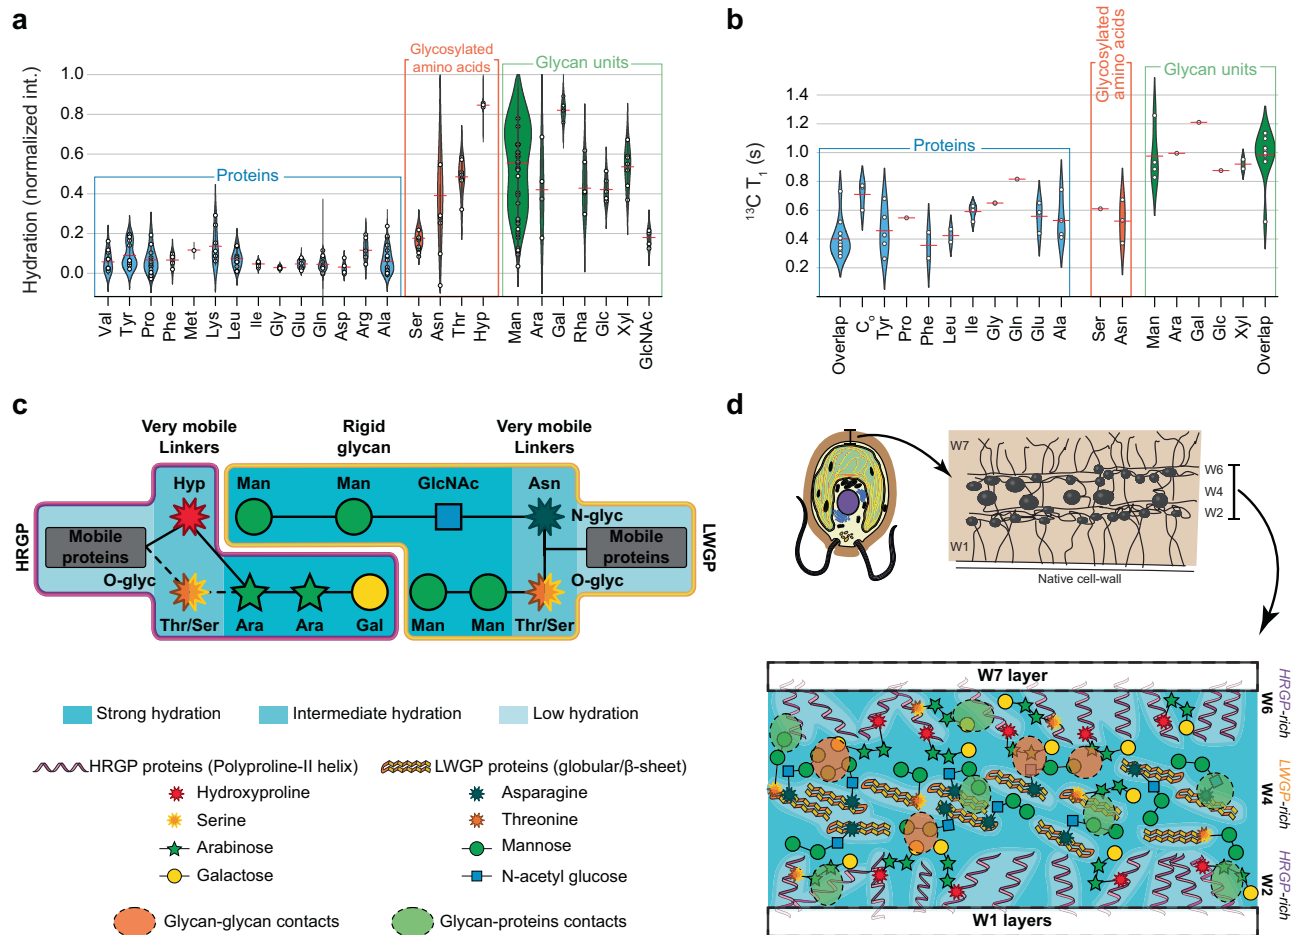 a
Hydration (normalized int.)
1.0
0.8
0.6
0.4
0.2
0.0
Proteins
Glycosylated
amino acids
Glycan units
Val
Tyr
Pro
Phe
Met
Lys
Leu
Ile
Gly
Glu
Gln
Asp
Arg
Ala
Ser
Asn
Thr
Hyp
Man
Ara
Gal
Rha
Glc
Xyl
GlcNAc
b
13C T1 (s)
1.4
1.2
1.0
0.8
0.6
0.4
0.2
Proteins
Glycosylated
amino acids
Glycan units
Overlap
Co
Tyr
Pro
Phe
Leu
Ile
Gly
Gln
Glu
Ala
Ser
Asn
Man
Ara
Gal
Glc
Xyl
Overlap
c
Very mobile
Linkers
Rigid
glycan
Very mobile
Linkers
HRGP
LWGP
Hyp
Man
Man
GlcNAc
Asn
N-glyc
Mobile
proteins
Mobile
proteins
O-glyc
O-glyc
Thr/Ser
Ara
Ara
Gal
Man
Man
Thr/Ser
Strong hydration
Intermediate hydration
Low hydration
HRGP proteins (Polyproline-II helix)
LWGP proteins (globular/β-sheet)
Hydroxyproline
Asparagine
Serine
Threonine
Arabinose
Mannose
Galactose
N-acetyl glucose
Glycan-glycan contacts
Glycan-proteins contacts
d
W7
W1
W6
W4
W2
Native cell-wall
W7 layer
W6
W4
W2
HRGP-rich
LWGP-rich
HRGP-rich
W1 layers